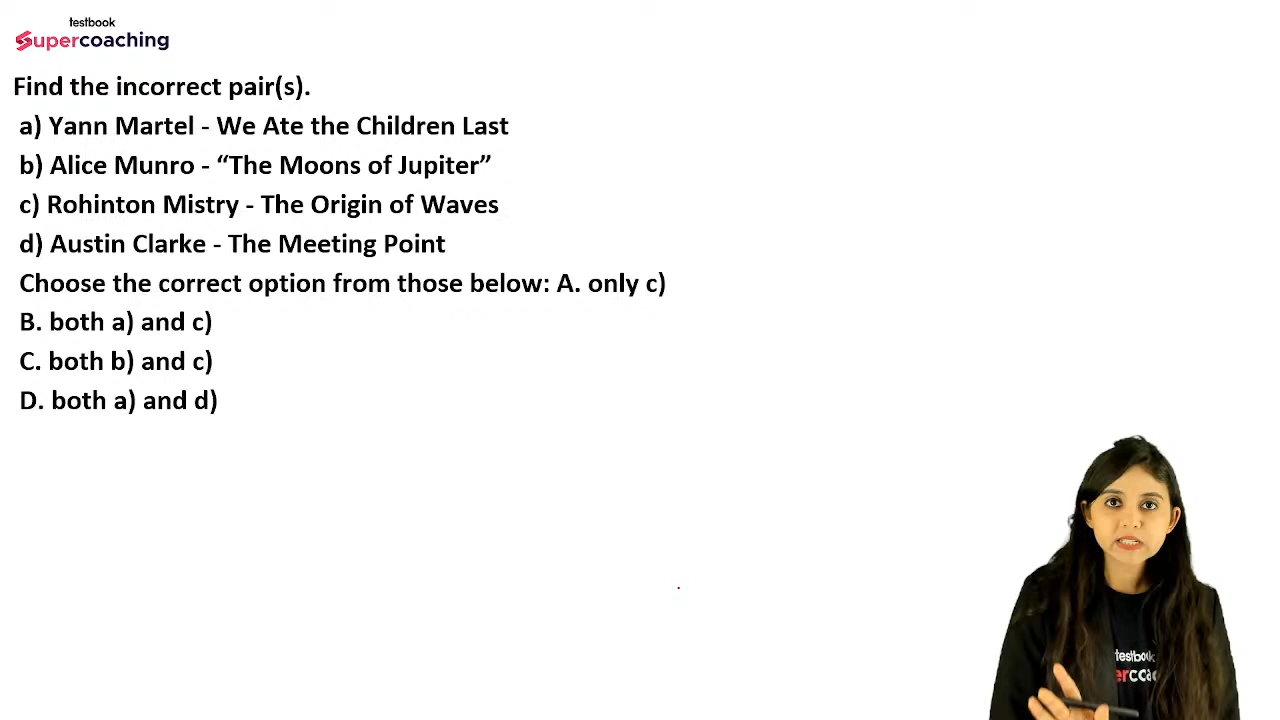 testbook
Supercoaching
Find the incorrect pair(s).
a) Yann Martel - We Ate the Children Last
b) Alice Munro - “The Moons of Jupiter”
c) Rohinton Mistry - The Origin of Waves
d) Austin Clarke - The Meeting Point
Choose the correct option from those below: A. only c)
B. both a) and c)
C. both b) and c)
D. both a) and d)
testbook